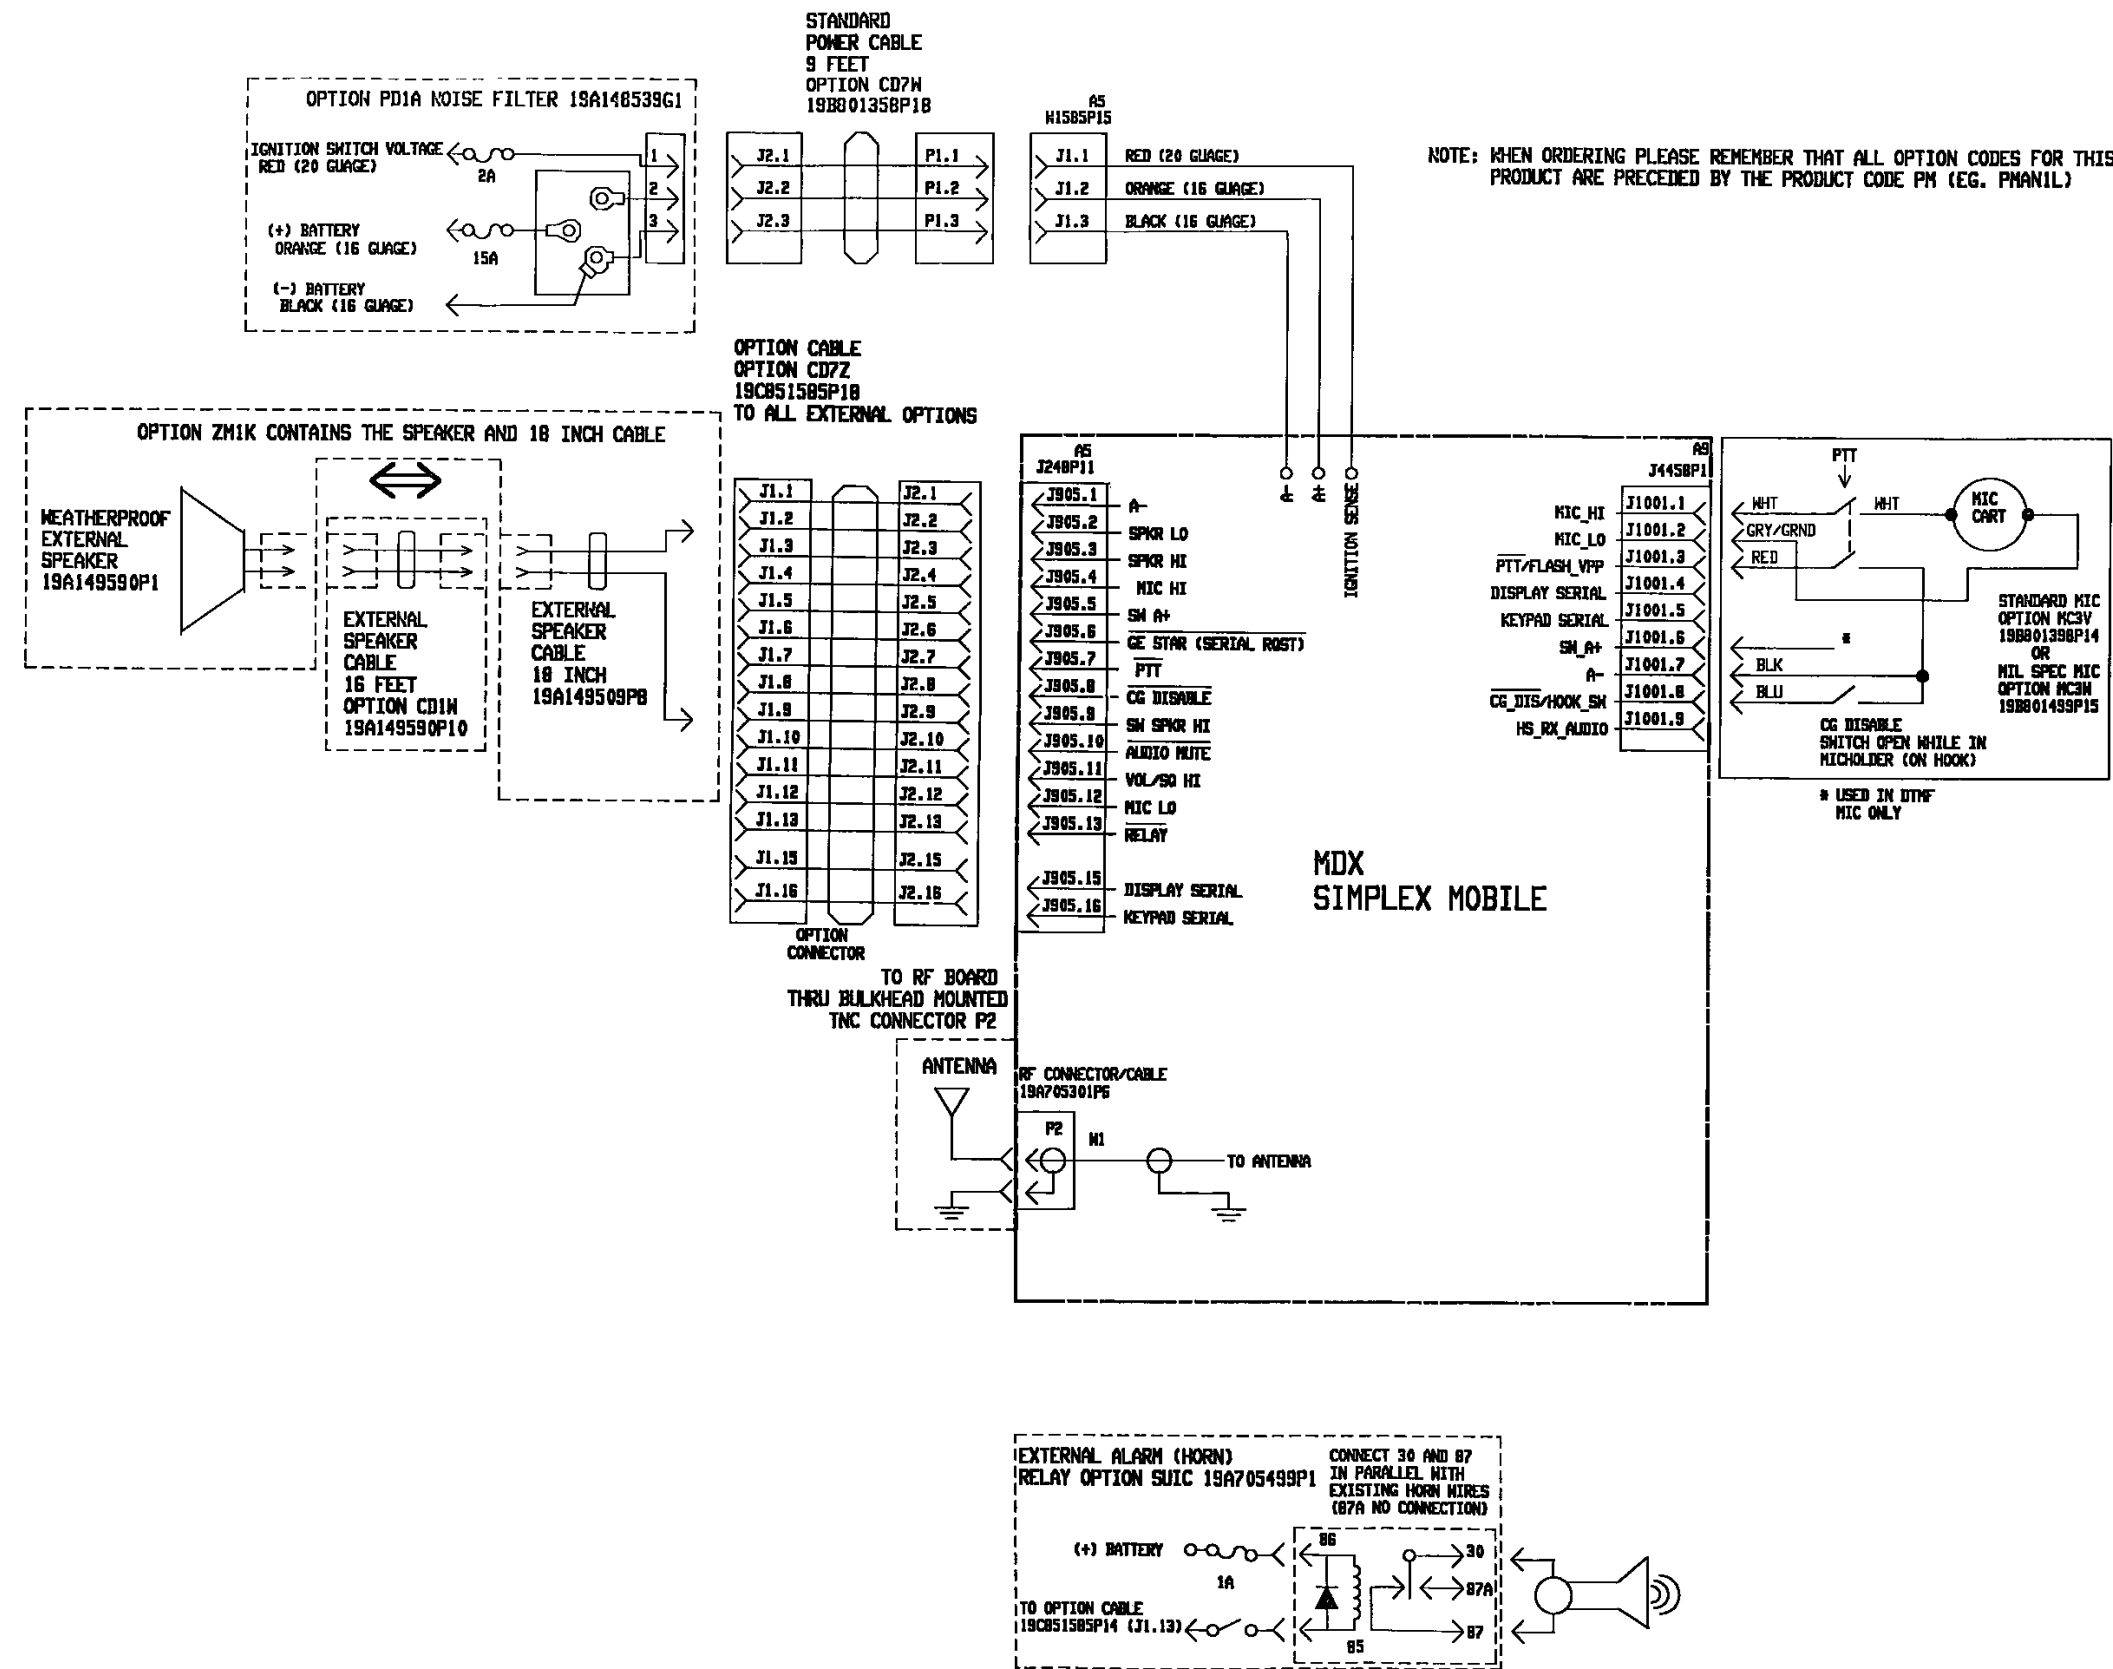 STANDARD
POWER CABLE
9 FEET
OPTION CD7W
19B801358P18
OPTION PD1A NOISE FILTER 19A148539G1
IGNITION SWITCH VOLTAGE
RED (20 GUAGE)
2A
(+) BATTERY
ORANGE (16 GUAGE)
15A
(-) BATTERY
BLACK (16 GUAGE)
1
2
3
J2.1
J2.2
J2.3
P1.1
P1.2
P1.3
A5
W1585P15
J1.1
J1.2
J1.3
RED (20 GUAGE)
ORANGE (16 GUAGE)
BLACK (16 GUAGE)
NOTE: WHEN ORDERING PLEASE REMEMBER THAT ALL OPTION CODES FOR THIS
PRODUCT ARE PRECEDED BY THE PRODUCT CODE PM (EG. PMAN1L)
OPTION CABLE
OPTION CD7Z
19C851585P18
TO ALL EXTERNAL OPTIONS
OPTION ZM1K CONTAINS THE SPEAKER AND 18 INCH CABLE
WEATHERPROOF
EXTERNAL
SPEAKER
19A149590P1
EXTERNAL
SPEAKER
CABLE
16 FEET
OPTION CD1W
19A149590P10
EXTERNAL
SPEAKER
CABLE
18 INCH
19A149509P8
J1.1
J1.2
J1.3
J1.4
J1.5
J1.6
J1.7
J1.8
J1.9
J1.10
J1.11
J1.12
J1.13
J1.15
J1.16
J2.1
J2.2
J2.3
J2.4
J2.5
J2.6
J2.7
J2.8
J2.9
J2.10
J2.11
J2.12
J2.13
J2.15
J2.16
OPTION
CONNECTOR
A5
J248P11
J905.1 A-
J905.2 SPKR LO
J905.3 SPKR HI
J905.4 MIC HI
J905.5 SW A+
J905.6 GE STAR (SERIAL RQST)
J905.7 PTT
J905.8 CG DISABLE
J905.9 SW SPKR HI
J905.10 AUDIO MUTE
J905.11 VOL/SQ HI
J905.12 MIC LO
J905.13 RELAY
J905.15 DISPLAY SERIAL
J905.16 KEYPAD SERIAL
A-
A+
IGNITION SENSE
A9
J4458P1
MIC_HI J1001.1
MIC_LO J1001.2
PTT/FLASH_VPP J1001.3
DISPLAY SERIAL J1001.4
KEYPAD SERIAL J1001.5
SW_A+ J1001.6
A- J1001.7
CG_DIS/HOOK_SW J1001.8
HS_RX_AUDIO J1001.9
PTT
WHT
WHT
GRY/GRND
RED
*
BLK
BLU
MIC
CART
STANDARD MIC
OPTION MC3V
19B801398P14
OR
MIL SPEC MIC
OPTION MC3W
19B801499P15
CG DISABLE
SWITCH OPEN WHILE IN
MICHOLDER (ON HOOK)
* USED IN DTMF
MIC ONLY
MDX
SIMPLEX MOBILE
TO RF BOARD
THRU BULKHEAD MOUNTED
TNC CONNECTOR P2
ANTENNA
RF CONNECTOR/CABLE
19A705301P6
P2
W1
TO ANTENNA
EXTERNAL ALARM (HORN)
RELAY OPTION SUIC 19A705499P1
CONNECT 30 AND 87
IN PARALLEL WITH
EXISTING HORN WIRES
(87A NO CONNECTION)
(+) BATTERY
1A
TO OPTION CABLE
19C851585P14 (J1.13)
86
85
30
87A
87